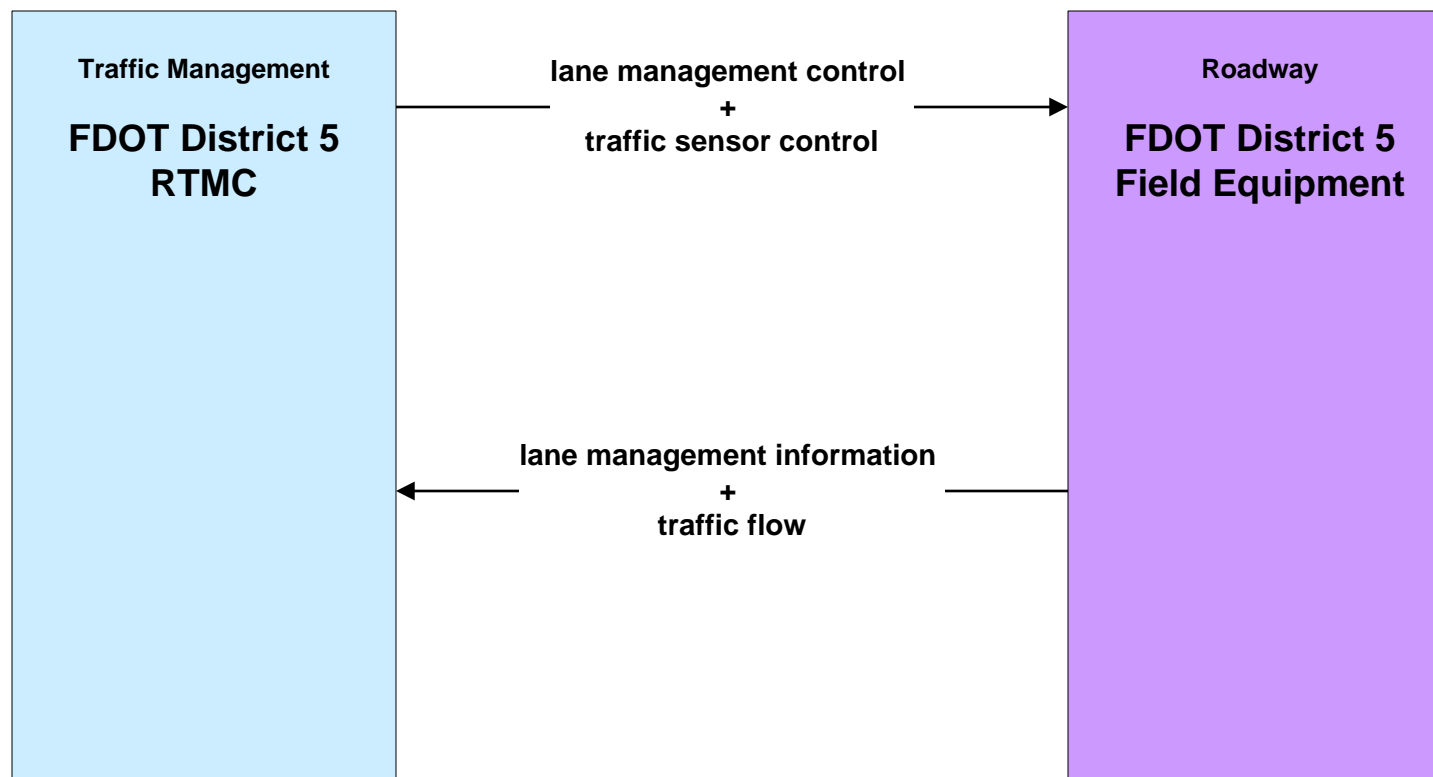 Traffic Management
FDOT District 5
RTMC
lane management control
+
traffic sensor control
Roadway
FDOT District 5
Field Equipment
lane management information
+
traffic flow